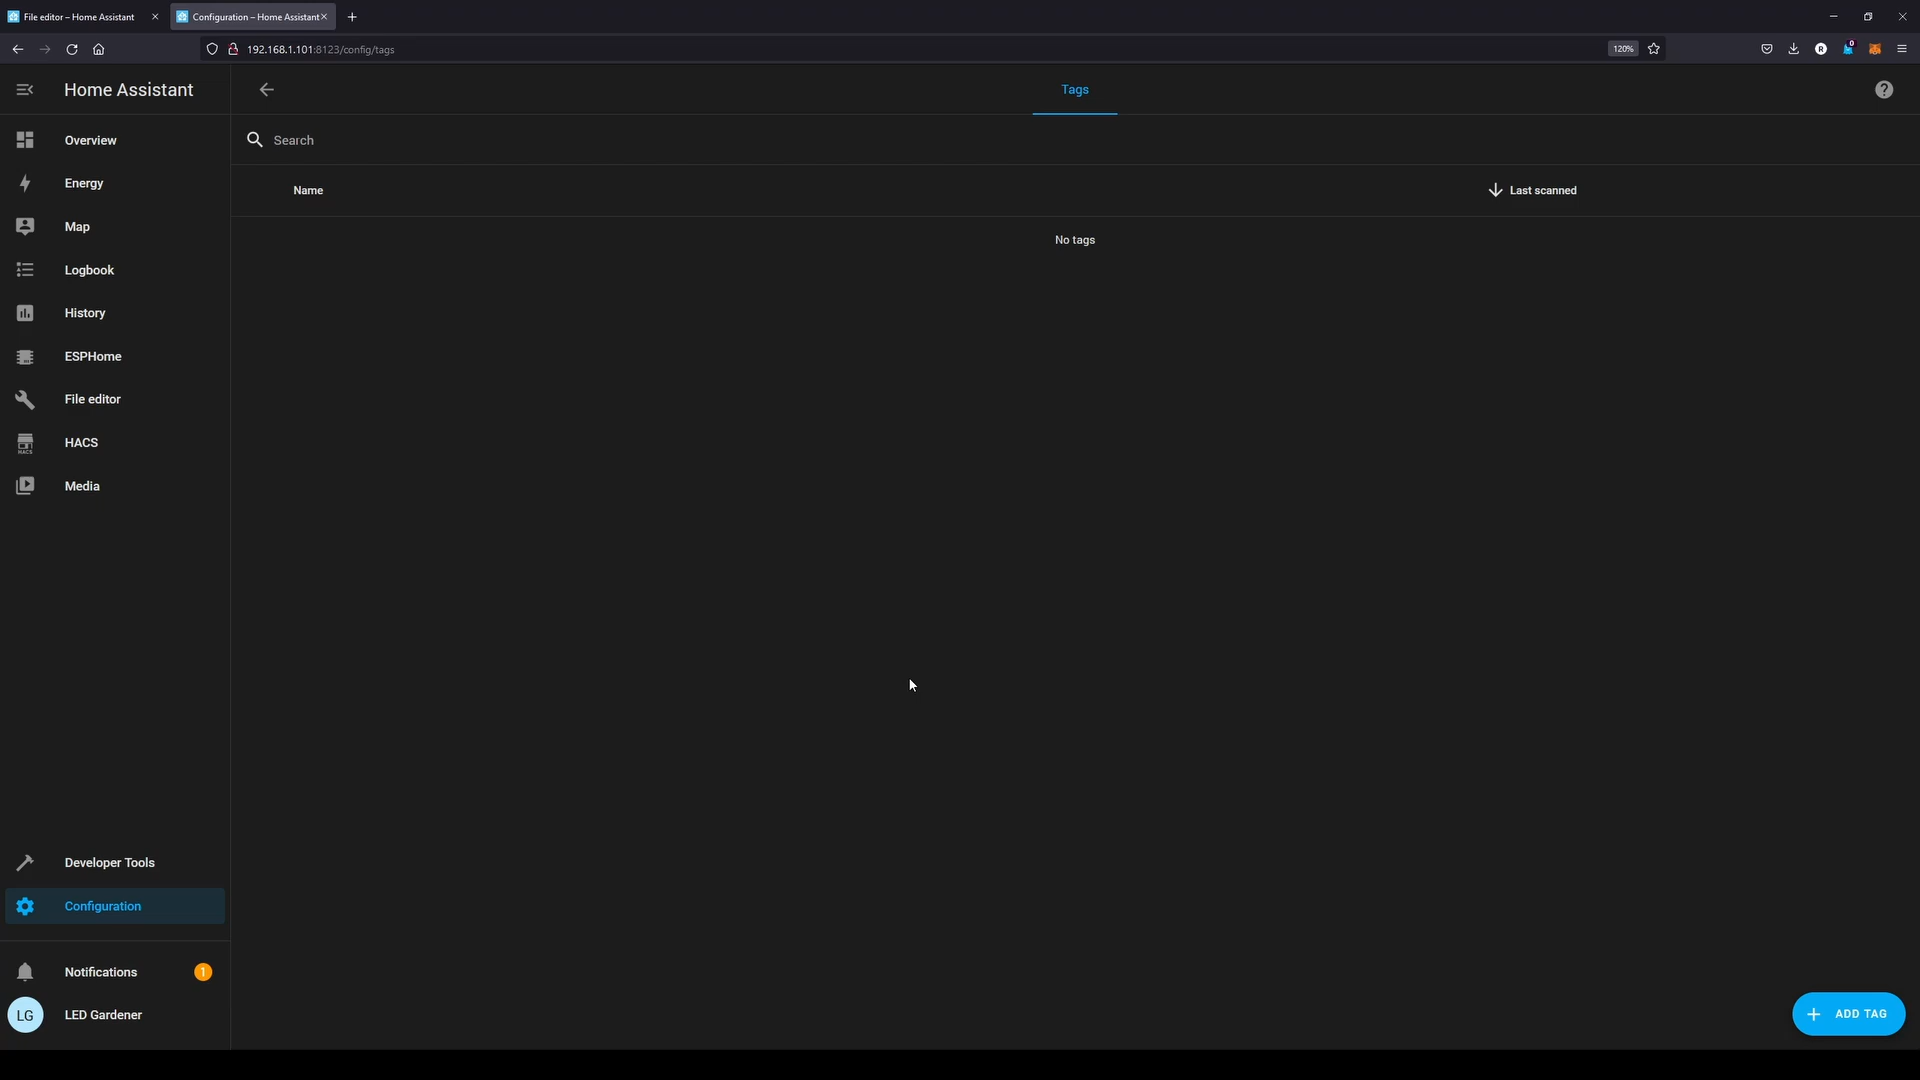 File editor – Home Assistant
Configuration – Home Assistant
192.168.1.101:8123/config/tags
120%
0
Home Assistant
Tags
Overview
Search
Energy
Name
Last scanned
Map
No tags
Logbook
History
ESPHome
File editor
HACS
HACS
Media
Developer Tools
Configuration
Notifications
1
LG
LED Gardener
ADD TAG